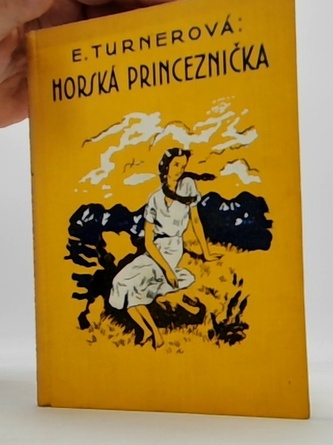 E. TURNEROVÁ:
HORSKÁ PRINCEZNIČKA